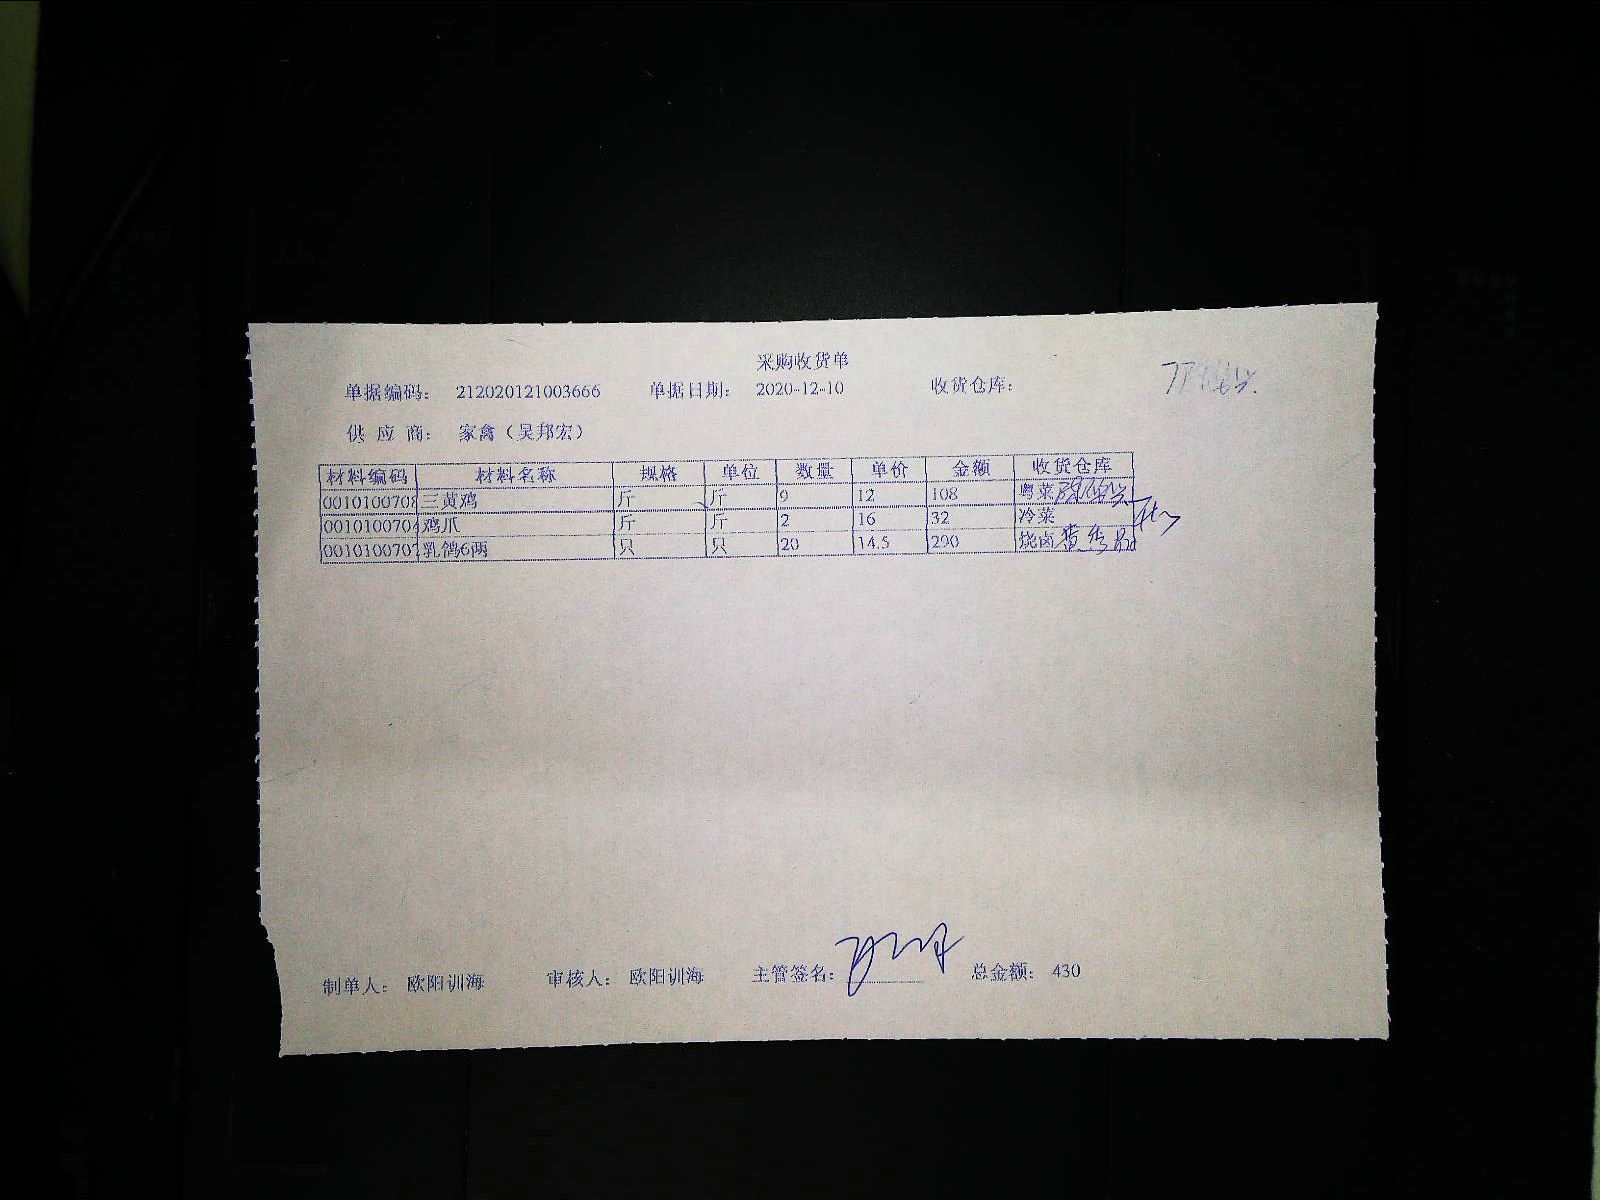 采购收货单
单据编码： 212020121003666 单据日期： 2020-12-10 收货仓库：
供 应 商： 家禽（吴邦宏）
材料编码 材料名称 规格 单位 数量 单价 金额 收货仓库
0010100708 三黄鸡 斤 斤 9 12 108 粤菜
0010100704 鸡爪 斤 斤 2 16 32 冷菜
0010100707 乳鸽6两 只 只 20 14.5 290 烧卤
制单人： 欧阳训海 审核人： 欧阳训海 主管签名： 总金额： 430